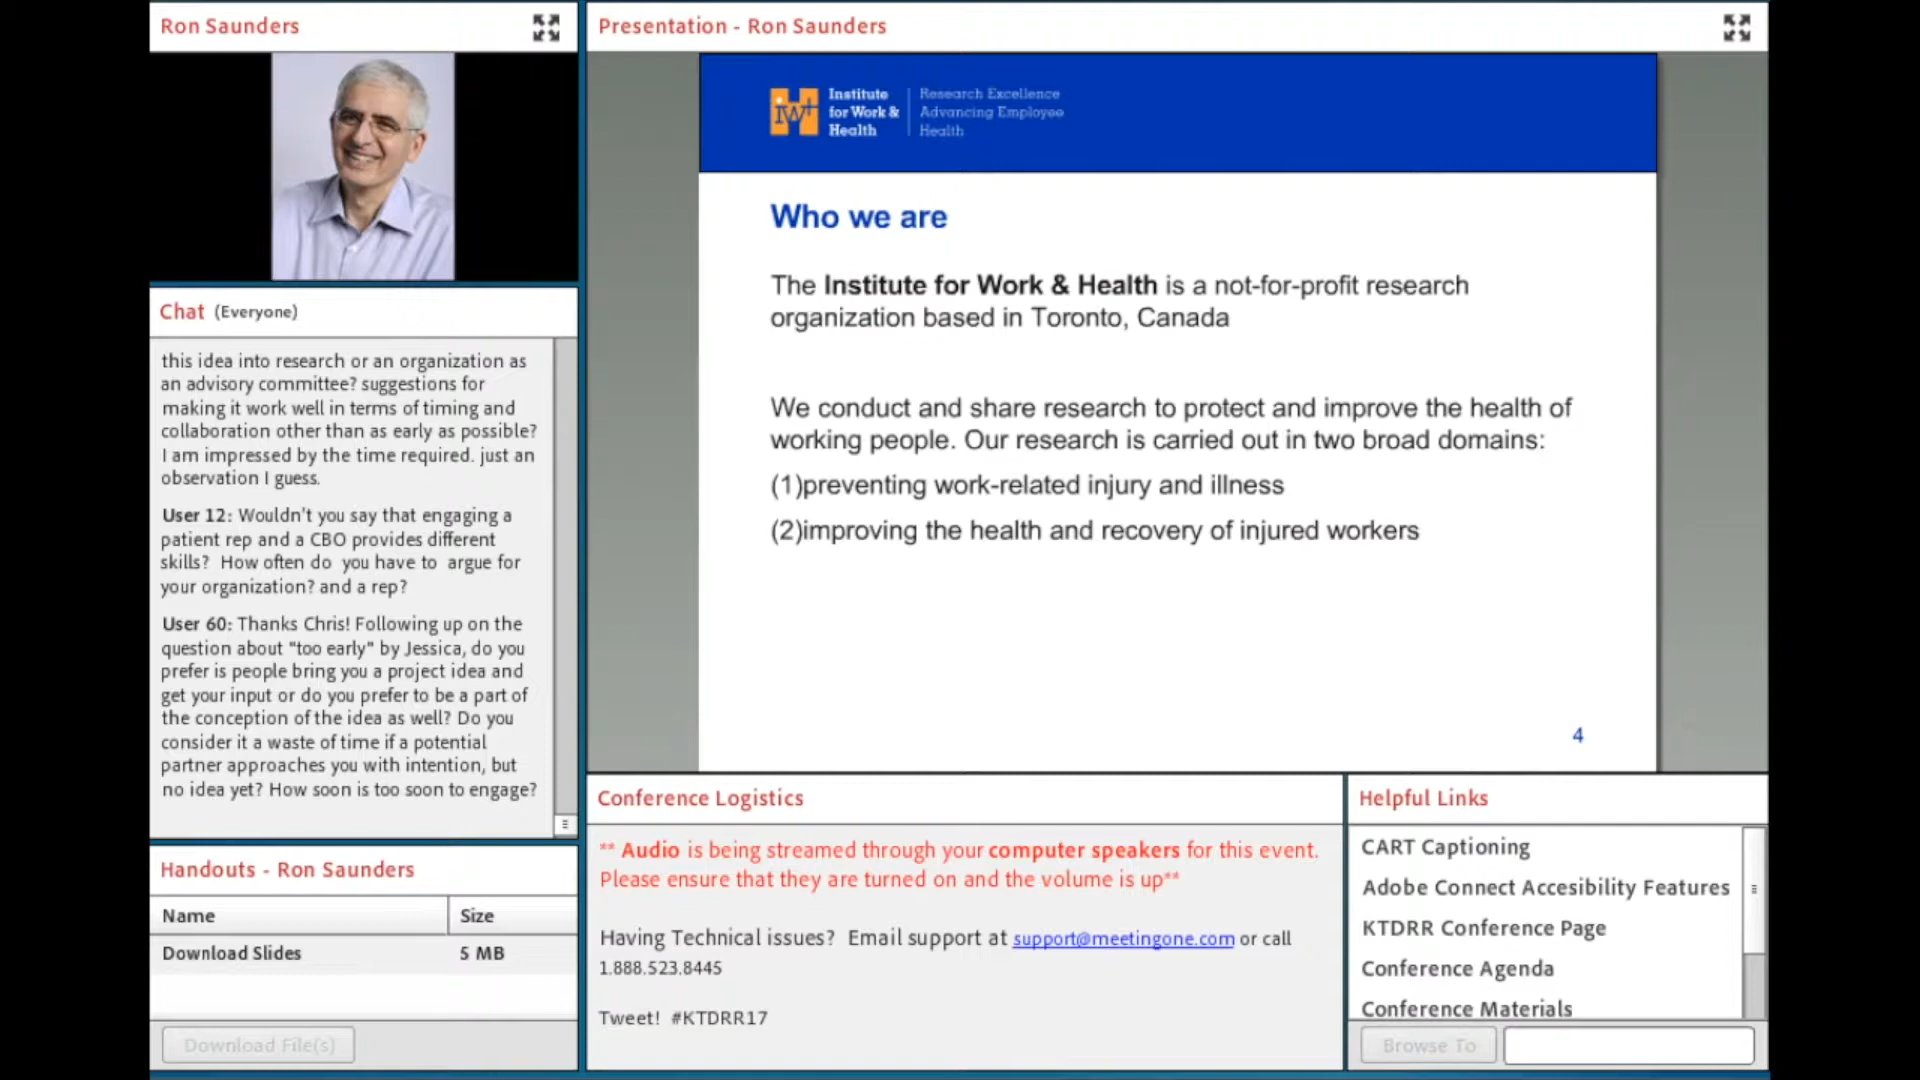 Ron Saunders
Chat (Everyone)
this idea into research or an organization as
an advisory committee? suggestions for
making it work well in terms of timing and
collaboration other than as early as possible?
I am impressed by the time required. just an
observation I guess.
User 12: Wouldn't you say that engaging a
patient rep and a CBO provides different
skills? How often do you have to argue for
your organization? and a rep?
User 60: Thanks Chris! Following up on the
question about "too early" by Jessica, do you
prefer is people bring you a project idea and
get your input or do you prefer to be a part of
the conception of the idea as well? Do you
consider it a waste of time if a potential
partner approaches you with intention, but
no idea yet? How soon is too soon to engage?
Handouts - Ron Saunders
Name Size
Download Slides 5 MB
Download File(s)
Presentation - Ron Saunders
iw+
Institute
for Work &
Health
Research Excellence
Advancing Employee
Health
Who we are
The Institute for Work & Health is a not-for-profit research
organization based in Toronto, Canada
We conduct and share research to protect and improve the health of
working people. Our research is carried out in two broad domains:
(1)preventing work-related injury and illness
(2)improving the health and recovery of injured workers
4
Conference Logistics
** Audio is being streamed through your computer speakers for this event.
Please ensure that they are turned on and the volume is up**
Having Technical issues? Email support at support@meetingone.com or call
1.888.523.8445
Tweet! #KTDRR17
Helpful Links
CART Captioning
Adobe Connect Accesibility Features
KTDRR Conference Page
Conference Agenda
Conference Materials
Browse To